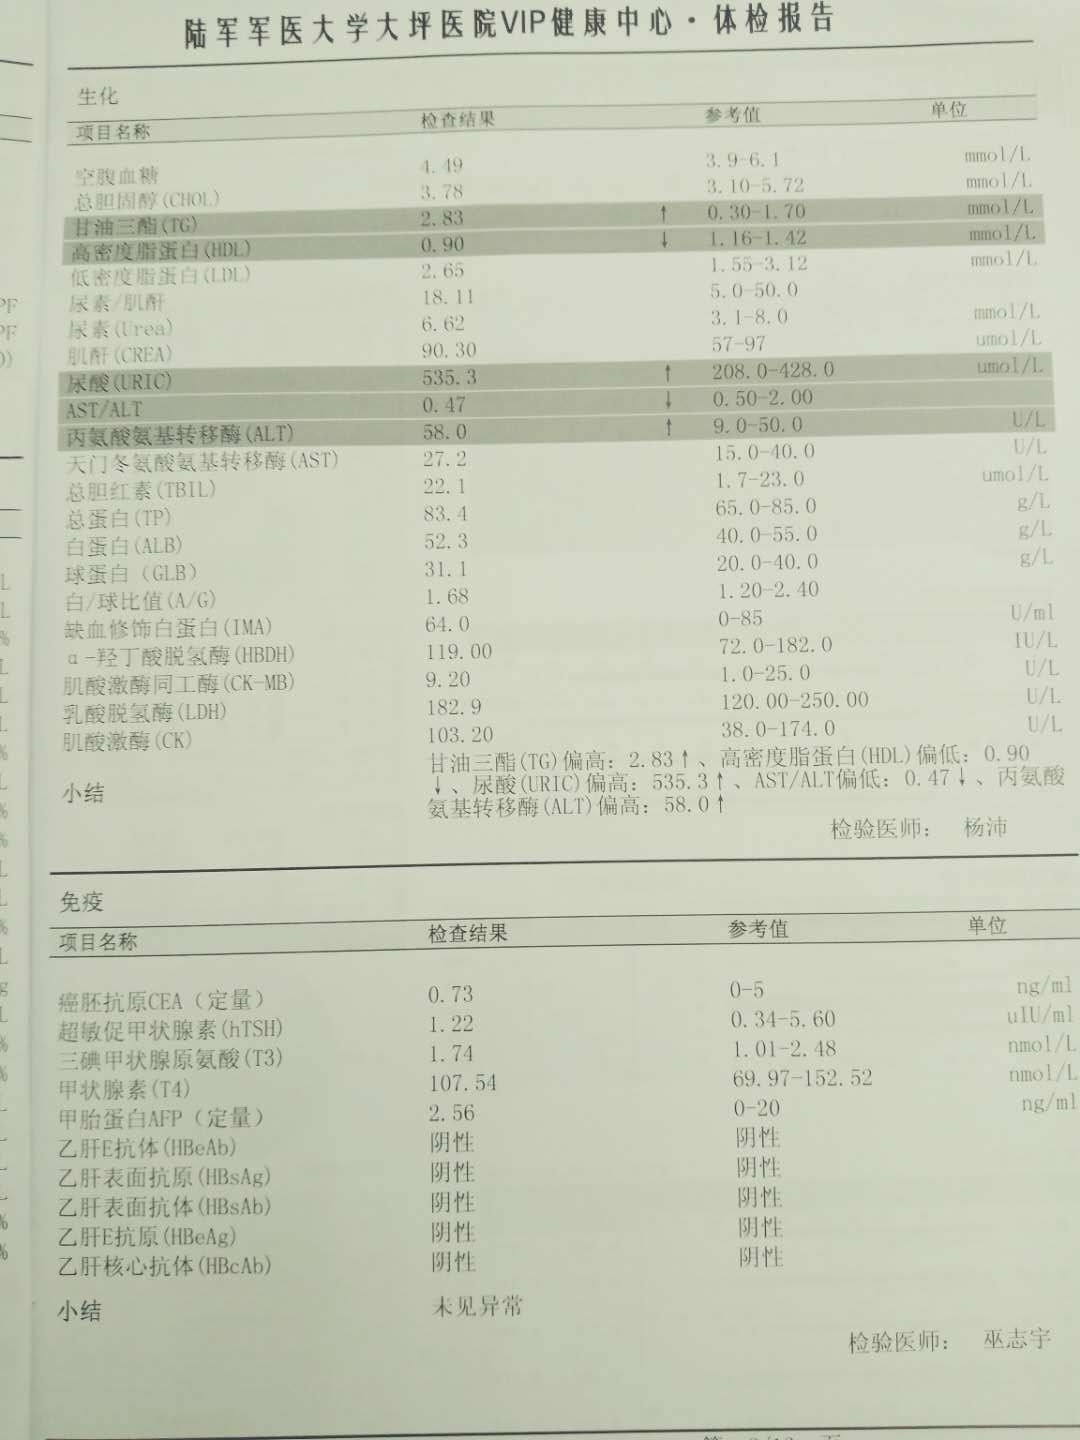 陆军军医大学大坪医院VIP健康中心·体检报告
生化
项目名称 检查结果 参考值 单位
空腹血糖 4.49 3.9-6.1 mmol/L
总胆固醇(CHOL) 3.78 3.10-5.72 mmol/L
甘油三酯(TG) 2.83 ↑ 0.30-1.70 mmol/L
高密度脂蛋白(HDL) 0.90 ↓ 1.16-1.42 mmol/L
低密度脂蛋白(LDL) 2.65 1.55-3.12 mmol/L
尿素/肌酐 18.11 5.0-50.0
尿素(Urea) 6.62 3.1-8.0 mmol/L
肌酐(CREA) 90.30 57-97 umol/L
尿酸(URIC) 535.3 ↑ 208.0-428.0 umol/L
AST/ALT 0.47 ↓ 0.50-2.00
丙氨酸氨基转移酶(ALT) 58.0 ↑ 9.0-50.0 U/L
天门冬氨酸氨基转移酶(AST) 27.2 15.0-40.0 U/L
总胆红素(TBIL) 22.1 1.7-23.0 umol/L
总蛋白(TP) 83.4 65.0-85.0 g/L
白蛋白(ALB) 52.3 40.0-55.0 g/L
球蛋白（GLB） 31.1 20.0-40.0 g/L
白/球比值(A/G) 1.68 1.20-2.40
缺血修饰白蛋白(IMA) 64.0 0-85 U/ml
α-羟丁酸脱氢酶(HBDH) 119.00 72.0-182.0 IU/L
肌酸激酶同工酶(CK-MB) 9.20 1.0-25.0 U/L
乳酸脱氢酶(LDH) 182.9 120.00-250.00 U/L
肌酸激酶(CK) 103.20 38.0-174.0 U/L
小结 甘油三酯(TG)偏高：2.83↑、高密度脂蛋白(HDL)偏低：0.90
↓、尿酸(URIC)偏高：535.3↑、AST/ALT偏低：0.47↓、丙氨酸
氨基转移酶(ALT)偏高：58.0↑
检验医师： 杨沛
免疫
项目名称 检查结果 参考值 单位
癌胚抗原CEA（定量） 0.73 0-5 ng/ml
超敏促甲状腺素(hTSH) 1.22 0.34-5.60 uIU/ml
三碘甲状腺原氨酸(T3) 1.74 1.01-2.48 nmol/L
甲状腺素(T4) 107.54 69.97-152.52 nmol/L
甲胎蛋白AFP（定量） 2.56 0-20 ng/ml
乙肝E抗体(HBeAb) 阴性 阴性
乙肝表面抗原(HBsAg) 阴性 阴性
乙肝表面抗体(HBsAb) 阴性 阴性
乙肝E抗原(HBeAg) 阴性 阴性
乙肝核心抗体(HBcAb) 阴性 阴性
小结 未见异常
检验医师： 巫志宇